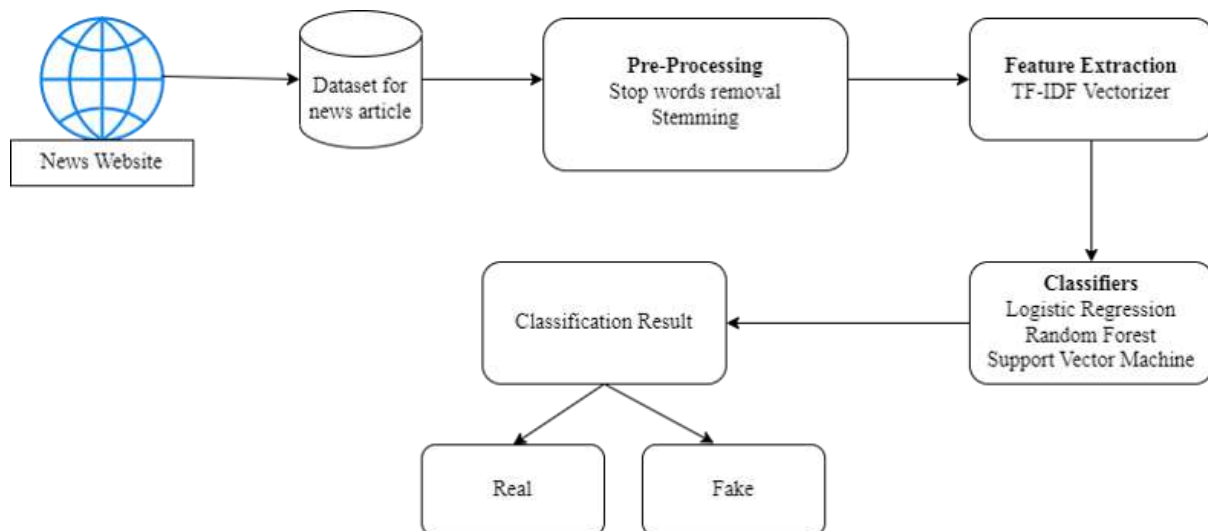 News Website
Dataset for
news article
Pre-Processing
Stop words removal
Stemming
Feature Extraction
TF-IDF Vectorizer
Classifiers
Logistic Regression
Random Forest
Support Vector Machine
Classification Result
Real
Fake